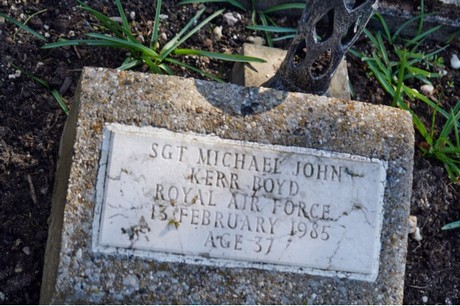 SGT MICHAEL JOHN
KERR BOYD
ROYAL AIR FORCE
13 FEBRUARY 1985
AGE 37